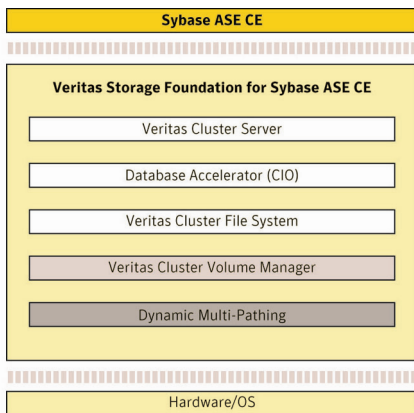 Sybase ASE CE
Veritas Storage Foundation for Sybase ASE CE
Veritas Cluster Server
Database Accelerator (CIO)
Veritas Cluster File System
Veritas Cluster Volume Manager
Dynamic Multi-Pathing
Hardware/OS